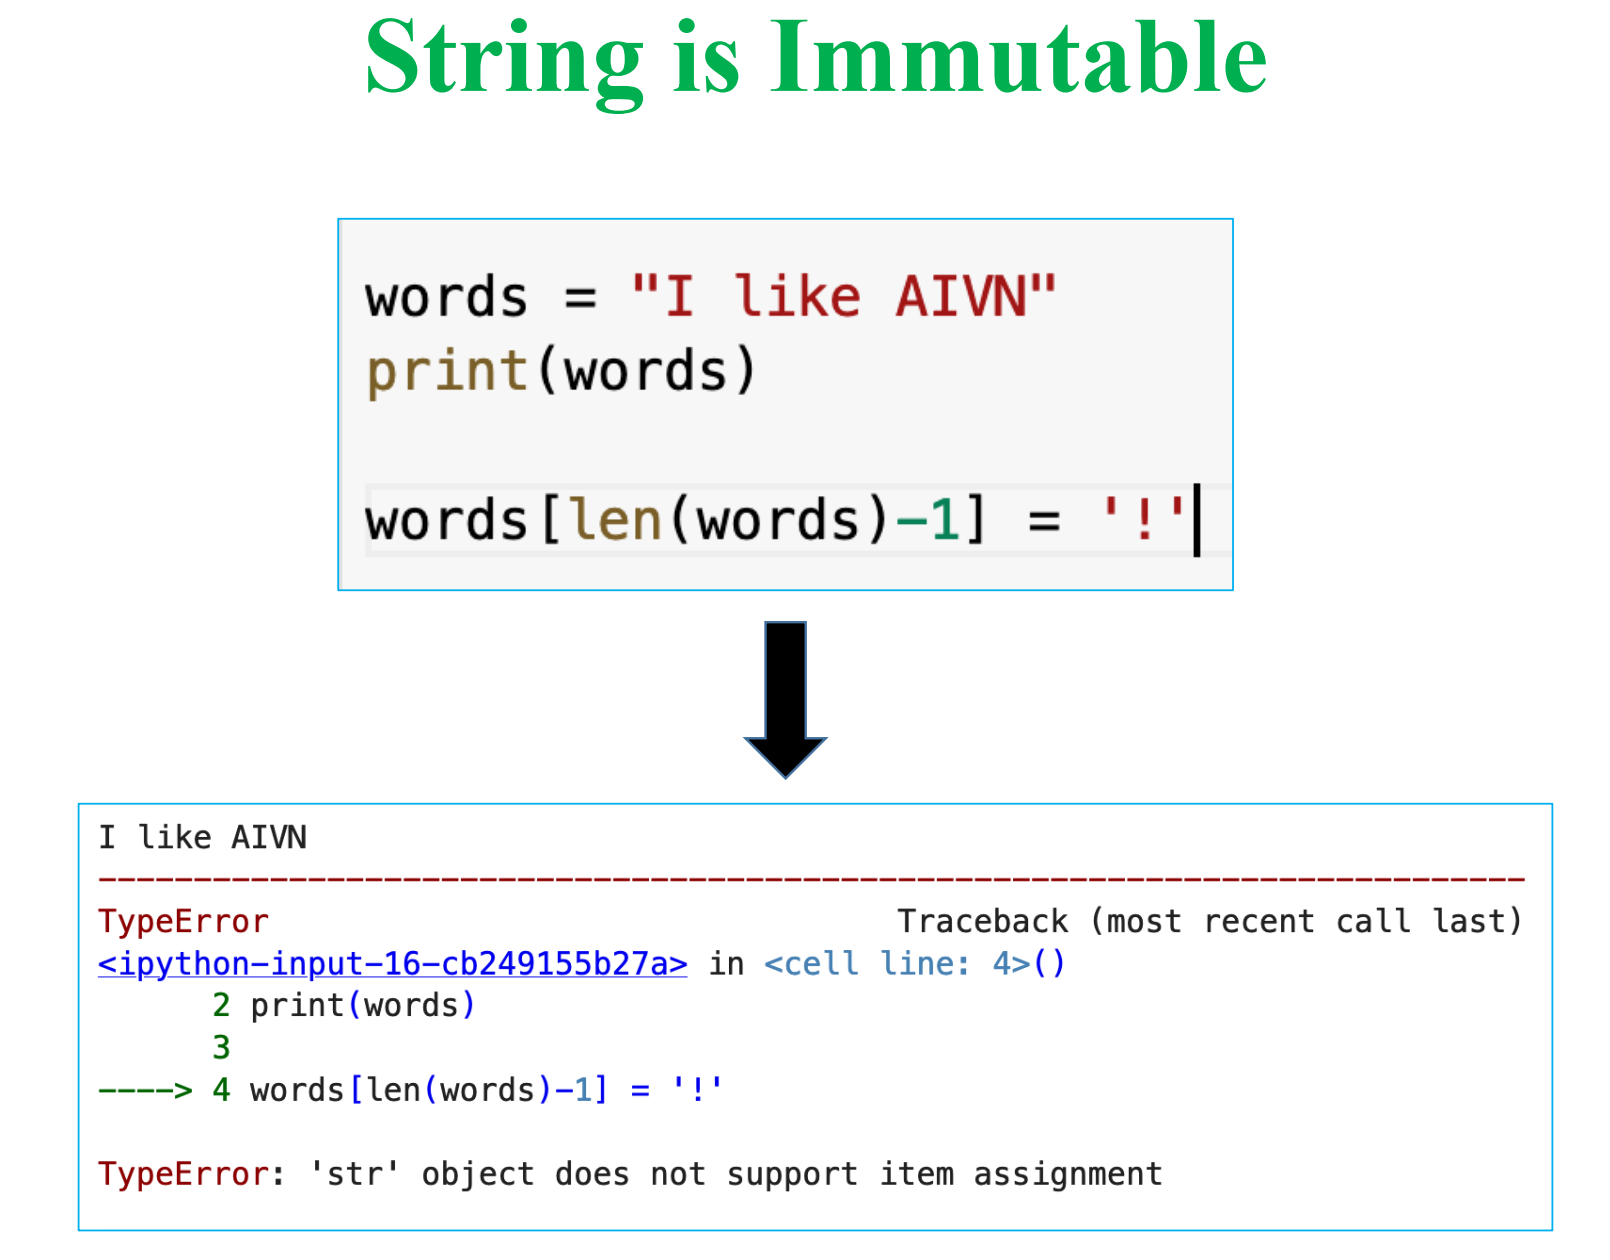 String is Immutable
words = "I like AIVN"
print(words)
words[len(words)-1] = '!'
I like AIVN
---------------------------------------------------------------------------
TypeError                                 Traceback (most recent call last)
<ipython-input-16-cb249155b27a> in <cell line: 4>()
      2 print(words)
      3
----> 4 words[len(words)-1] = '!'
TypeError: 'str' object does not support item assignment